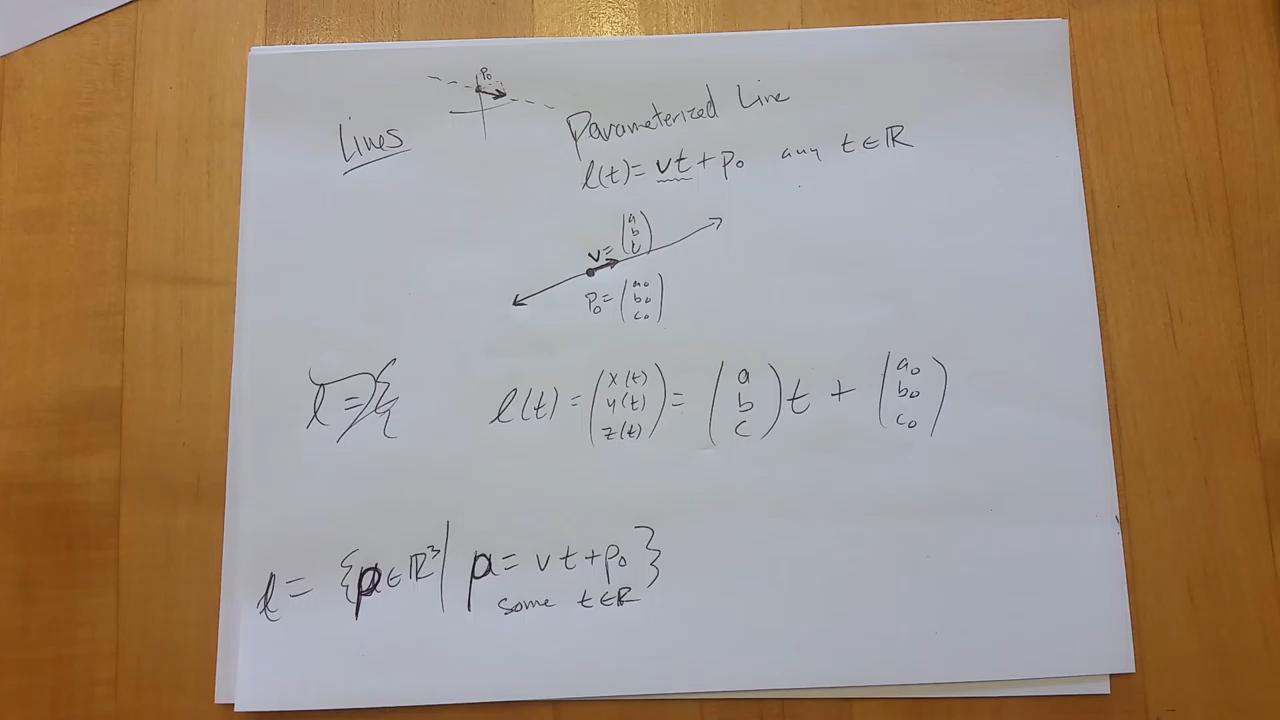 p₀
Lines
Parameterized Line
l(t) = vt + p₀ any t ∈ ℝ
v = (a b t)
p₀ = (a₀ b₀ c₀)
l = {
l(t) = (x(t) y(t) z(t)) = (a b c) t + (a₀ b₀ c₀)
l = {p ∈ ℝ³ | p = vt + p₀}
some t ∈ ℝ